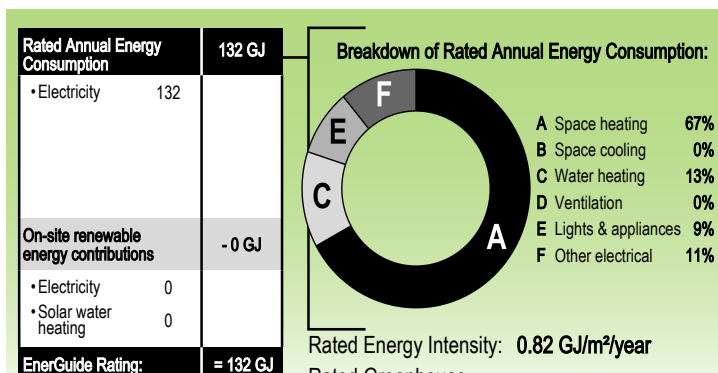 Rated Annual Energy
Consumption
132 GJ
• Electricity 132
On-site renewable
energy contributions
- 0 GJ
• Electricity 0
• Solar water
heating
0
EnerGuide Rating: = 132 GJ
Breakdown of Rated Annual Energy Consumption:
F
E
C
A
A Space heating 67%
B Space cooling 0%
C Water heating 13%
D Ventilation 0%
E Lights & appliances 9%
F Other electrical 11%
Rated Energy Intensity: 0.82 GJ/m²/year
Rated Greenhouse